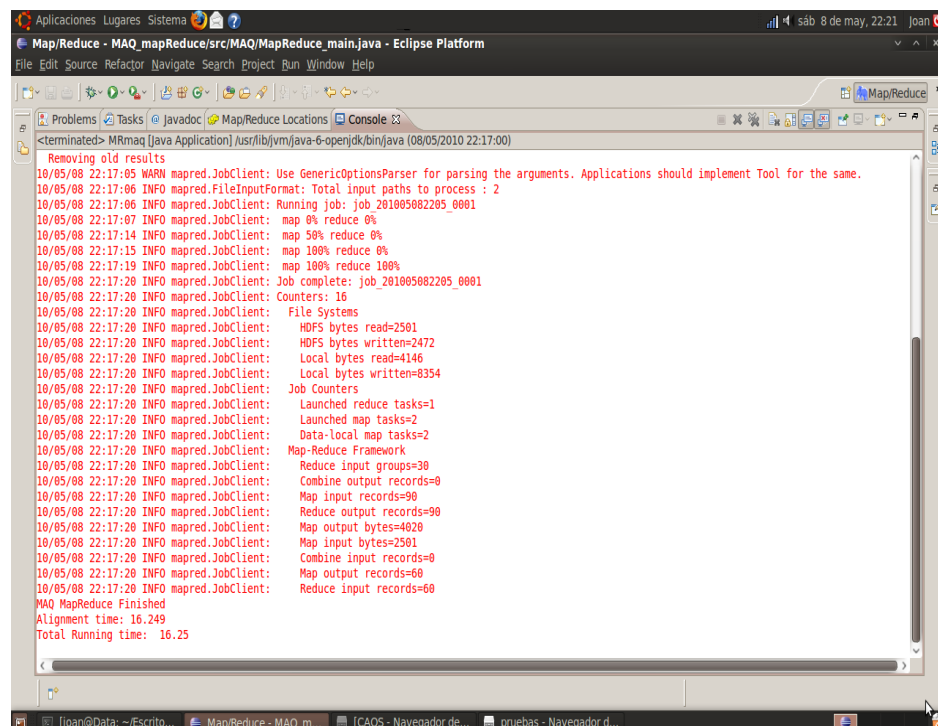 Aplicaciones Lugares Sistema sáb 8 de may, 22:21 Joan
Map/Reduce - MAQ_mapReduce/src/MAQ/MapReduce_main.java - Eclipse Platform
File Edit Source Refactor Navigate Search Project Run Window Help
Map/Reduce
Problems Tasks @ Javadoc Map/Reduce Locations Console
<terminated> MRmaq [Java Application] /usr/lib/jvm/java-6-openjdk/bin/java (08/05/2010 22:17:00)
Removing old results
10/05/08 22:17:05 WARN mapred.JobClient: Use GenericOptionsParser for parsing the arguments. Applications should implement Tool for the same.
10/05/08 22:17:06 INFO mapred.FileInputFormat: Total input paths to process : 2
10/05/08 22:17:06 INFO mapred.JobClient: Running job: job_201005082205_0001
10/05/08 22:17:07 INFO mapred.JobClient: map 0% reduce 0%
10/05/08 22:17:14 INFO mapred.JobClient: map 50% reduce 0%
10/05/08 22:17:15 INFO mapred.JobClient: map 100% reduce 0%
10/05/08 22:17:19 INFO mapred.JobClient: map 100% reduce 100%
10/05/08 22:17:20 INFO mapred.JobClient: Job complete: job_201005082205_0001
10/05/08 22:17:20 INFO mapred.JobClient: Counters: 16
10/05/08 22:17:20 INFO mapred.JobClient: File Systems
10/05/08 22:17:20 INFO mapred.JobClient: HDFS bytes read=2501
10/05/08 22:17:20 INFO mapred.JobClient: HDFS bytes written=2472
10/05/08 22:17:20 INFO mapred.JobClient: Local bytes read=4146
10/05/08 22:17:20 INFO mapred.JobClient: Local bytes written=8354
10/05/08 22:17:20 INFO mapred.JobClient: Job Counters
10/05/08 22:17:20 INFO mapred.JobClient: Launched reduce tasks=1
10/05/08 22:17:20 INFO mapred.JobClient: Launched map tasks=2
10/05/08 22:17:20 INFO mapred.JobClient: Data-local map tasks=2
10/05/08 22:17:20 INFO mapred.JobClient: Map-Reduce Framework
10/05/08 22:17:20 INFO mapred.JobClient: Reduce input groups=30
10/05/08 22:17:20 INFO mapred.JobClient: Combine output records=0
10/05/08 22:17:20 INFO mapred.JobClient: Map input records=90
10/05/08 22:17:20 INFO mapred.JobClient: Reduce output records=90
10/05/08 22:17:20 INFO mapred.JobClient: Map output bytes=4020
10/05/08 22:17:20 INFO mapred.JobClient: Map input bytes=2501
10/05/08 22:17:20 INFO mapred.JobClient: Combine input records=0
10/05/08 22:17:20 INFO mapred.JobClient: Map output records=60
10/05/08 22:17:20 INFO mapred.JobClient: Reduce input records=60
MAQ MapReduce Finished
Alignment time: 16.249
Total Running time: 16.25
[joan@Data: ~/Escrito... Map/Reduce - MAQ_m... [CAOS - Navegador de... pruebas - Navegador d...